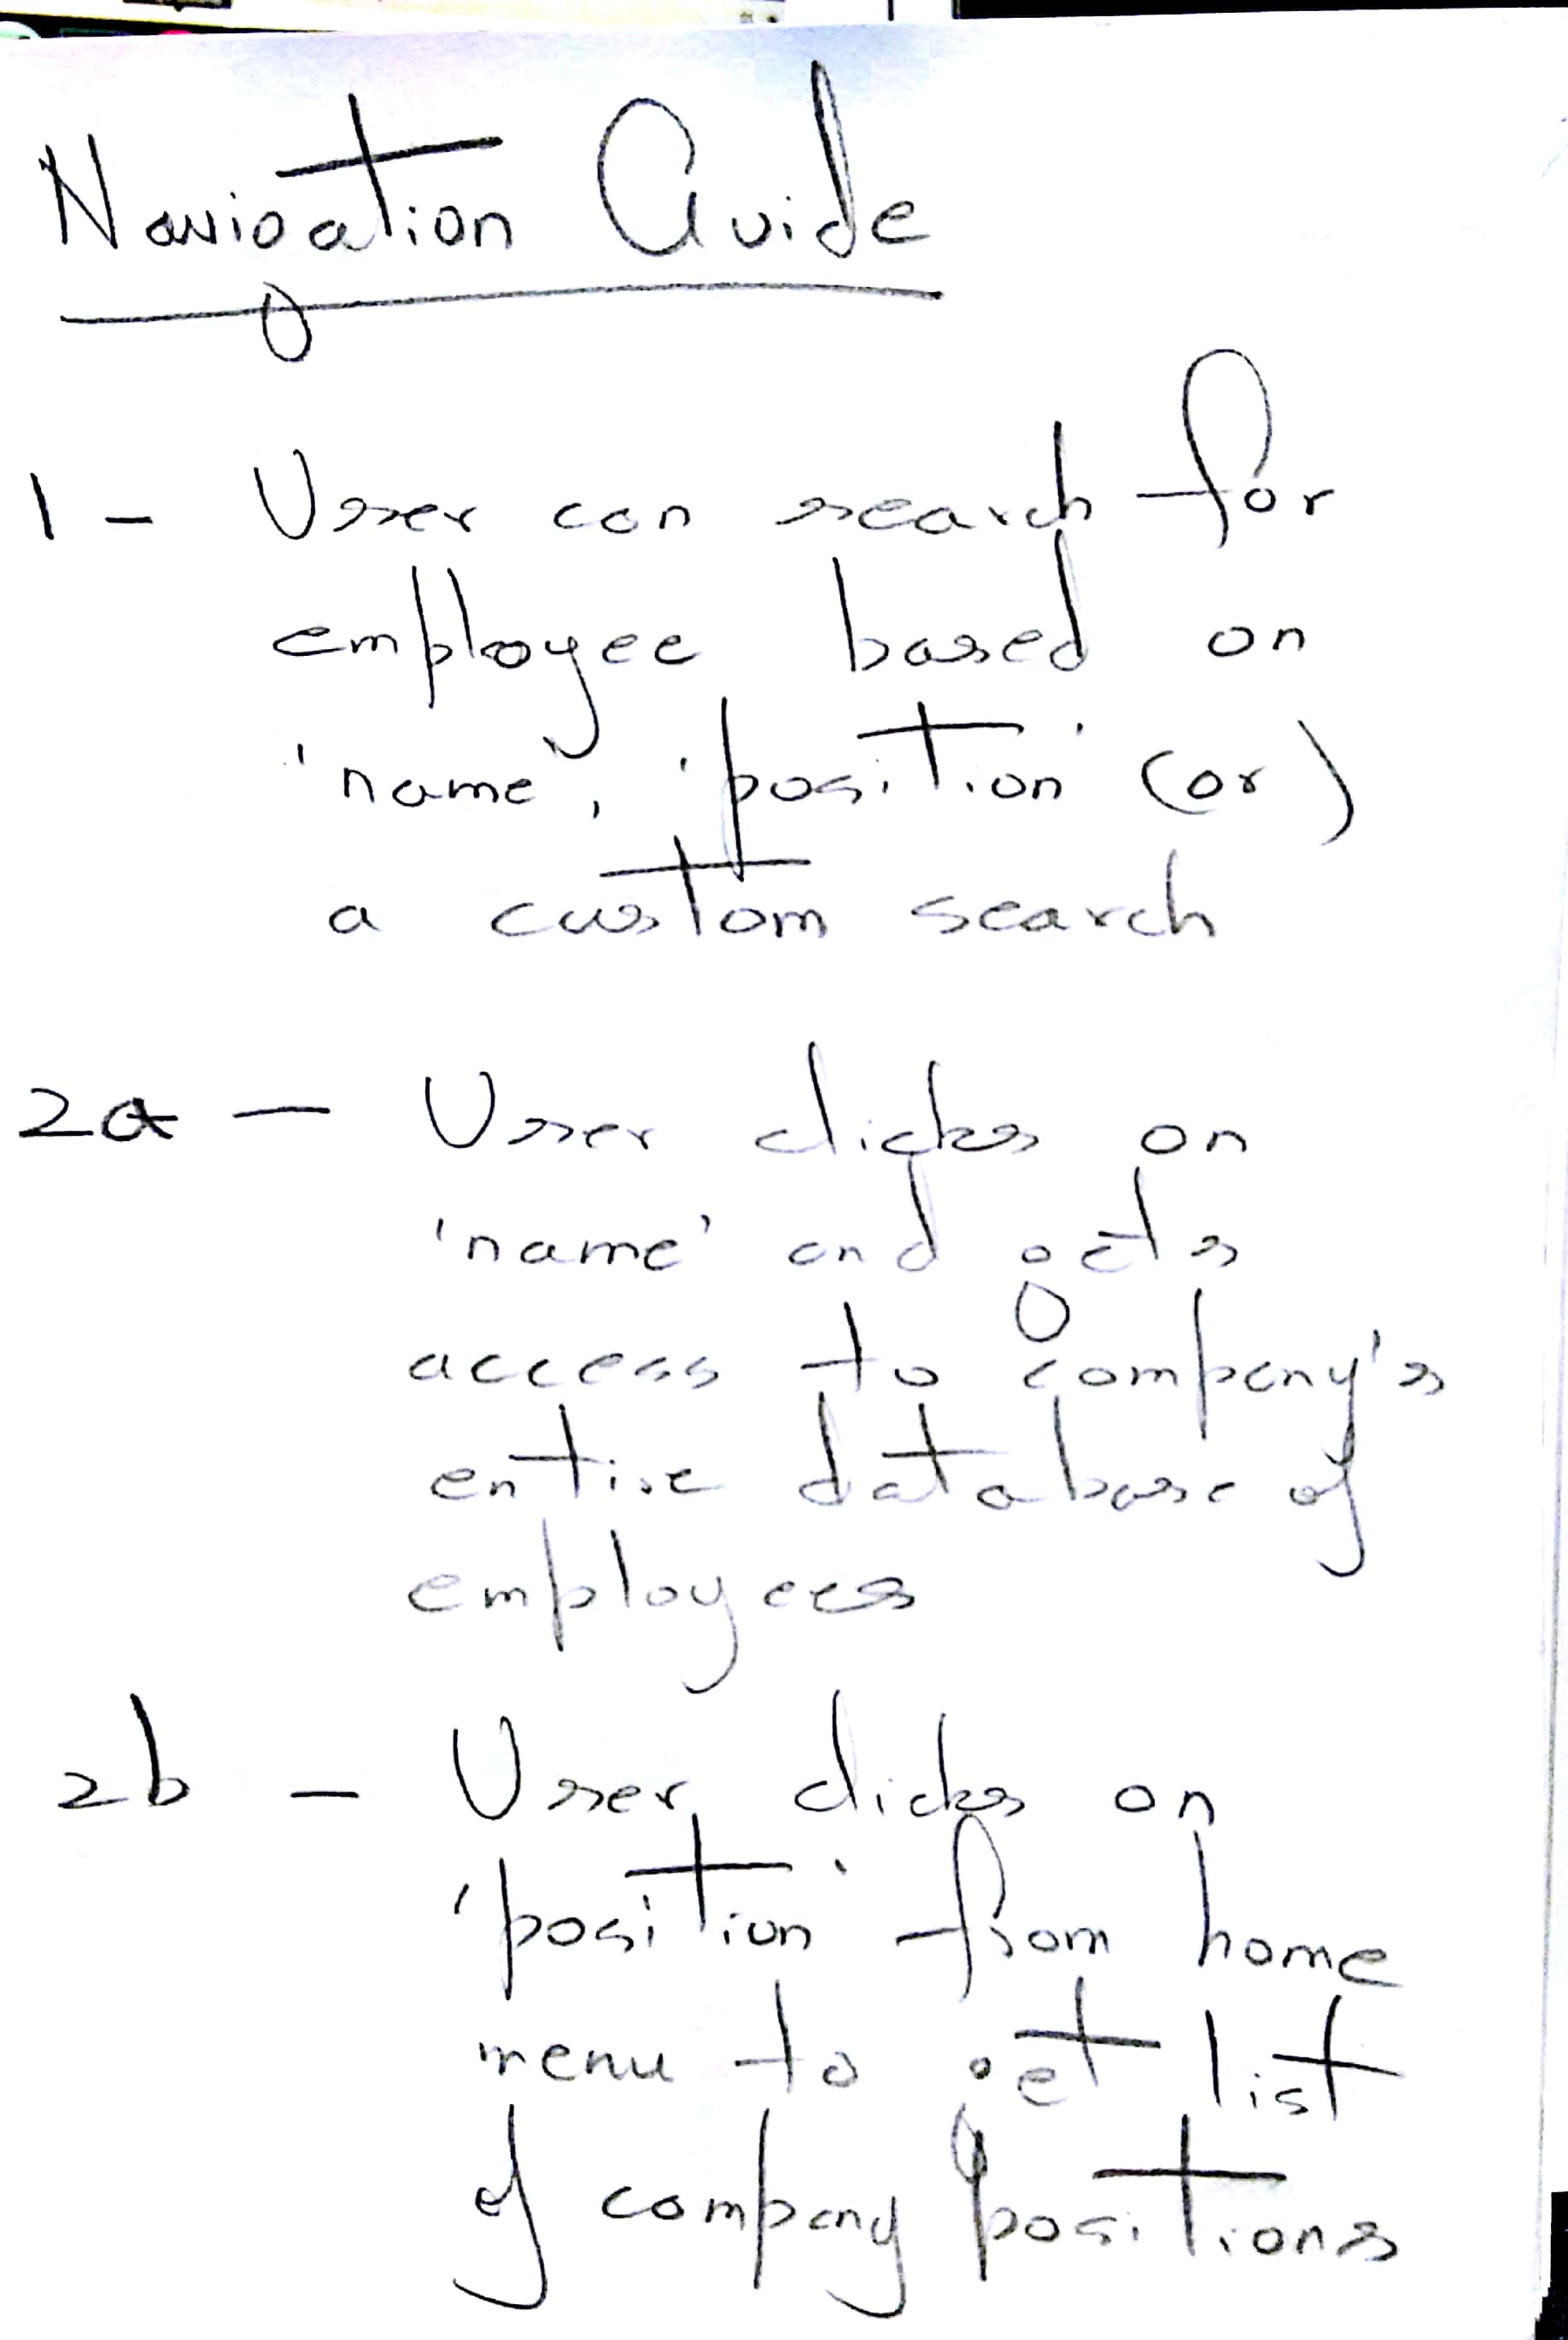 Navigation Guide
1 - User can search for
employee based on
'name', 'position' (or)
a custom search
2a - User clicks on
'name' and gets
access to company's
entire database of
employees
2b - User clicks on
'position' from home
menu to get list
of company positions